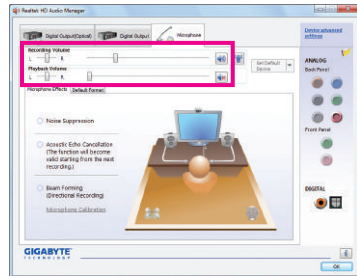 Realtek HD Audio Manager
Digital Output(Optical)
Digital Output
Microphone
Device advanced
settings
Recording Volume
L R
Set Default
Device
Playback Volume
L R
Microphone Effects
Default Format
ANALOG
Back Panel
Noise Suppression
Acoustic Echo Cancellation
(The function will become
valid starting from the next
recording.)
Front Panel
Beam Forming
(Directional Recording)
Microphone Calibration
DIGITAL
GIGABYTE
TECHNOLOGY
OK